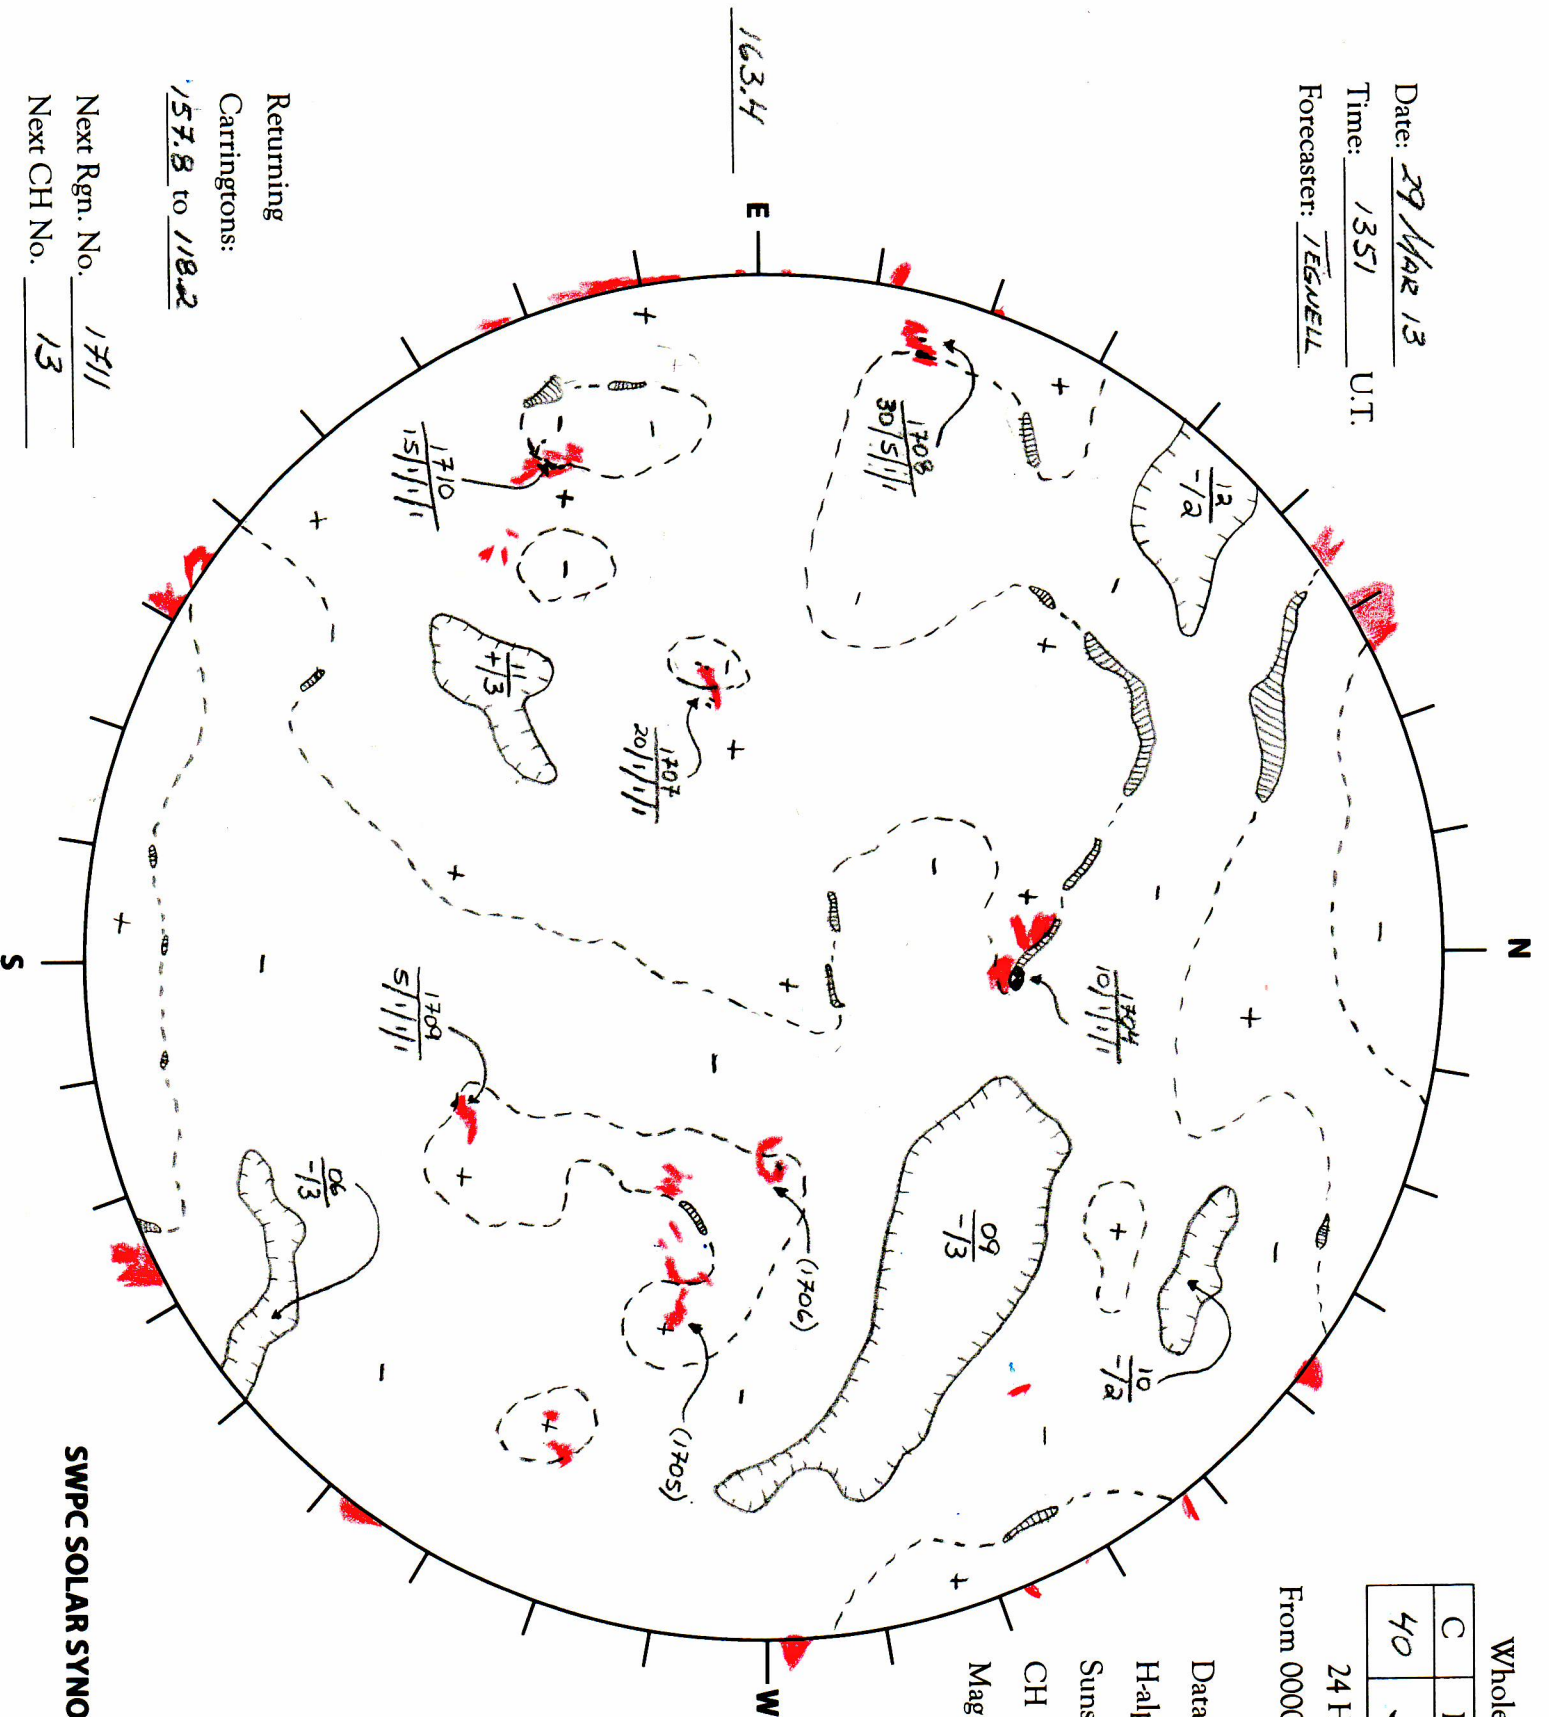 Date: 29 MAR 13
Time: 1351 U.T.
Forecaster: TEGNELL
Whole
C
40
24 H
From 0000
N
12
-/2
1704
10/1/1/1
10
-/2
09
-/3
1708
30/5/1/1
163.4
E
W
Data
H-alp
Suns
CH
Mag
1707
20/1/1/1
(1706)
(1705)
11
+/3
1710
15/1/1/1
1709
5/1/1/1
06
-/3
Returning
Carringtons:
157.8 to 118.2
Next Rgn. No. 1711
Next CH No. 13
S
SWPC SOLAR SYNO